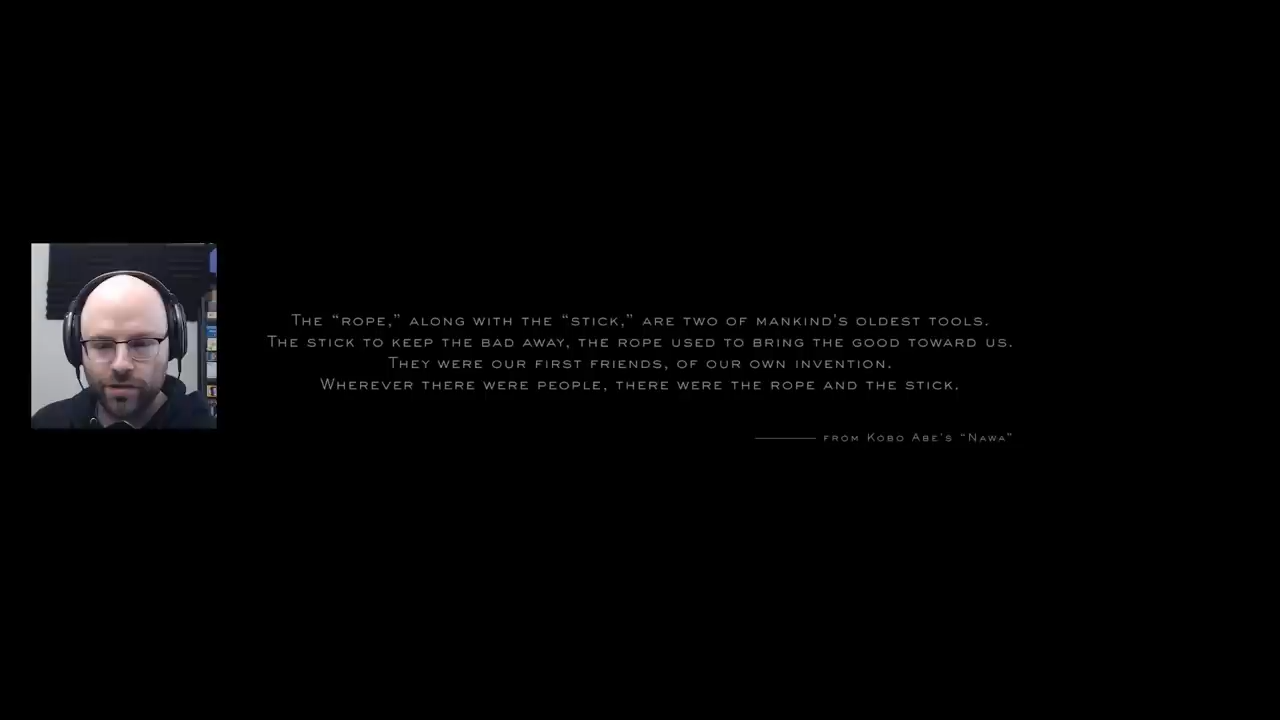 THE “ROPE,” ALONG WITH THE “STICK,” ARE TWO OF MANKIND'S OLDEST TOOLS.
THE STICK TO KEEP THE BAD AWAY, THE ROPE USED TO BRING THE GOOD TOWARD US.
THEY WERE OUR FIRST FRIENDS, OF OUR OWN INVENTION.
WHEREVER THERE WERE PEOPLE, THERE WERE THE ROPE AND THE STICK.
——— FROM KOBO ABE'S “NAWA”